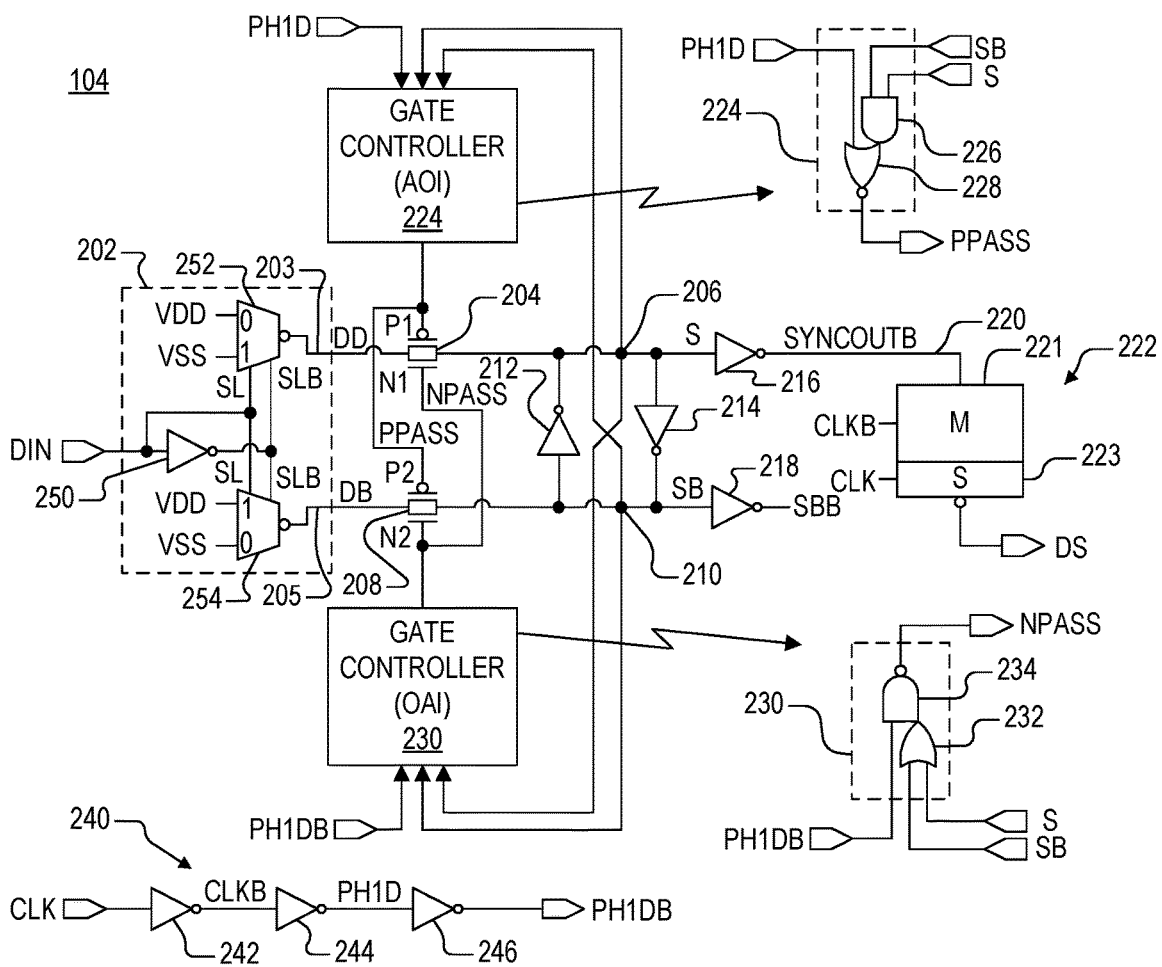 PH1D
104
GATE
CONTROLLER
(AOI)
224
PH1D
SB
S
224
226
228
PPASS
202
252
203
VDD
0
VSS
1
SL
SLB
DD
P1
N1
204
NPASS
PPASS
212
206
S
216
SYNCOUTB
220
221
222
214
CLKB
M
CLK
S
223
DS
DIN
250
SL
SLB
VDD
1
VSS
0
254
205
DB
P2
N2
208
SB
218
SBB
210
GATE
CONTROLLER
(OAI)
230
PH1DB
NPASS
234
230
232
PH1DB
S
SB
240
CLK
CLKB
PH1D
PH1DB
242
244
246